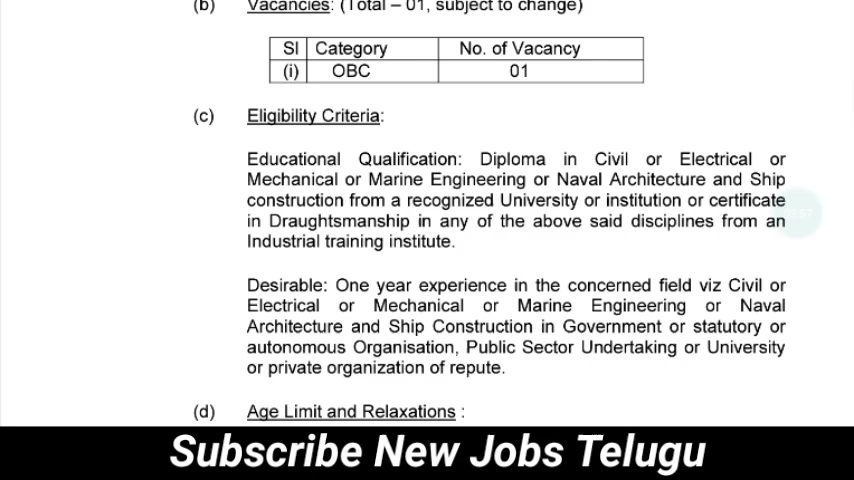 (b) Vacancies: (Total – 01, subject to change)
Sl Category No. of Vacancy
(i) OBC 01
(c) Eligibility Criteria:
Educational Qualification: Diploma in Civil or Electrical or
Mechanical or Marine Engineering or Naval Architecture and Ship
construction from a recognized University or institution or certificate
in Draughtsmanship in any of the above said disciplines from an
Industrial training institute.
Desirable: One year experience in the concerned field viz Civil or
Electrical or Mechanical or Marine Engineering or Naval
Architecture and Ship Construction in Government or statutory or
autonomous Organisation, Public Sector Undertaking or University
or private organization of repute.
(d) Age Limit and Relaxations :
Subscribe New Jobs Telugu